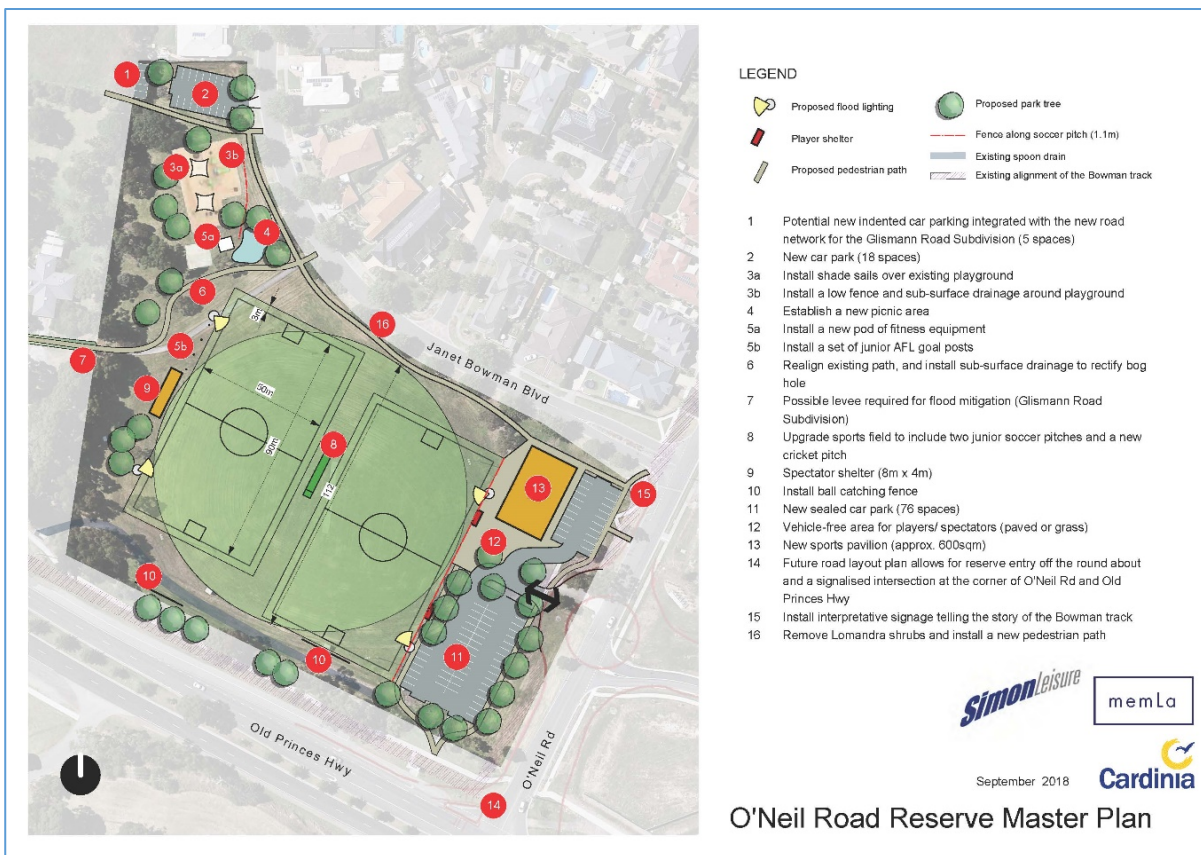 1
2
3a
3b
5a
4
6
3m
16
5b
7
9
Janet Bowman Blvd
50m
90m
8
T12
13
15
12
10
10
11
Old Princes Hwy
O'Neil Rd
14
LEGEND
Proposed flood lighting
Proposed park tree
Player shelter
Fence along soccer pitch (1.1m)
Existing spoon drain
Proposed pedestrian path
Existing alignment of the Bowman track
1 Potential new indented car parking integrated with the new road
network for the Glismann Road Subdivision (5 spaces)
2 New car park (18 spaces)
3a Install shade sails over existing playground
3b Install a low fence and sub-surface drainage around playground
4 Establish a new picnic area
5a Install a new pod of fitness equipment
5b Install a set of junior AFL goal posts
6 Realign existing path, and install sub-surface drainage to rectify bog
hole
7 Possible levee required for flood mitigation (Glismann Road
Subdivision)
8 Upgrade sports field to include two junior soccer pitches and a new
cricket pitch
9 Spectator shelter (8m x 4m)
10 Install ball catching fence
11 New sealed car park (76 spaces)
12 Vehicle-free area for players/ spectators (paved or grass)
13 New sports pavilion (approx. 600sqm)
14 Future road layout plan allows for reserve entry off the round about
and a signalised intersection at the corner of O'Neil Rd and Old
Princes Hwy
15 Install interpretative signage telling the story of the Bowman track
16 Remove Lomandra shrubs and install a new pedestrian path
Simon Leisure
memLa
September 2018
Cardinia
O'Neil Road Reserve Master Plan